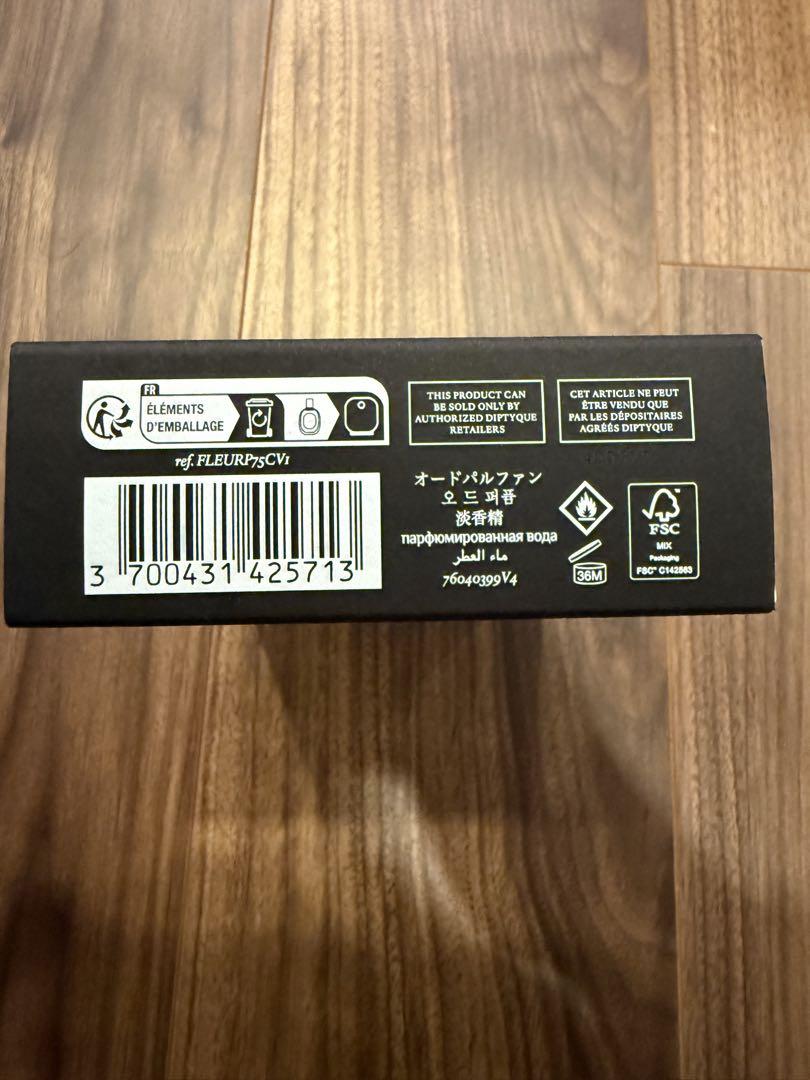 FR
ÉLÉMENTS
D'EMBALLAGE
ref. FLEURP75CV1
3 700431 425713
THIS PRODUCT CAN
BE SOLD ONLY BY
AUTHORIZED DIPTYQUE
RETAILERS
CET ARTICLE NE PEUT
ÊTRE VENDU QUE
PAR LES DÉPOSITAIRES
AGRÉÉS DIPTYQUE
オードパルファン
오 드 퍼퓸
淡香精
парфюмированная вода
ماء العطر
76040399V4
36M
FSC
MIX
Packaging
FSC™ C142563